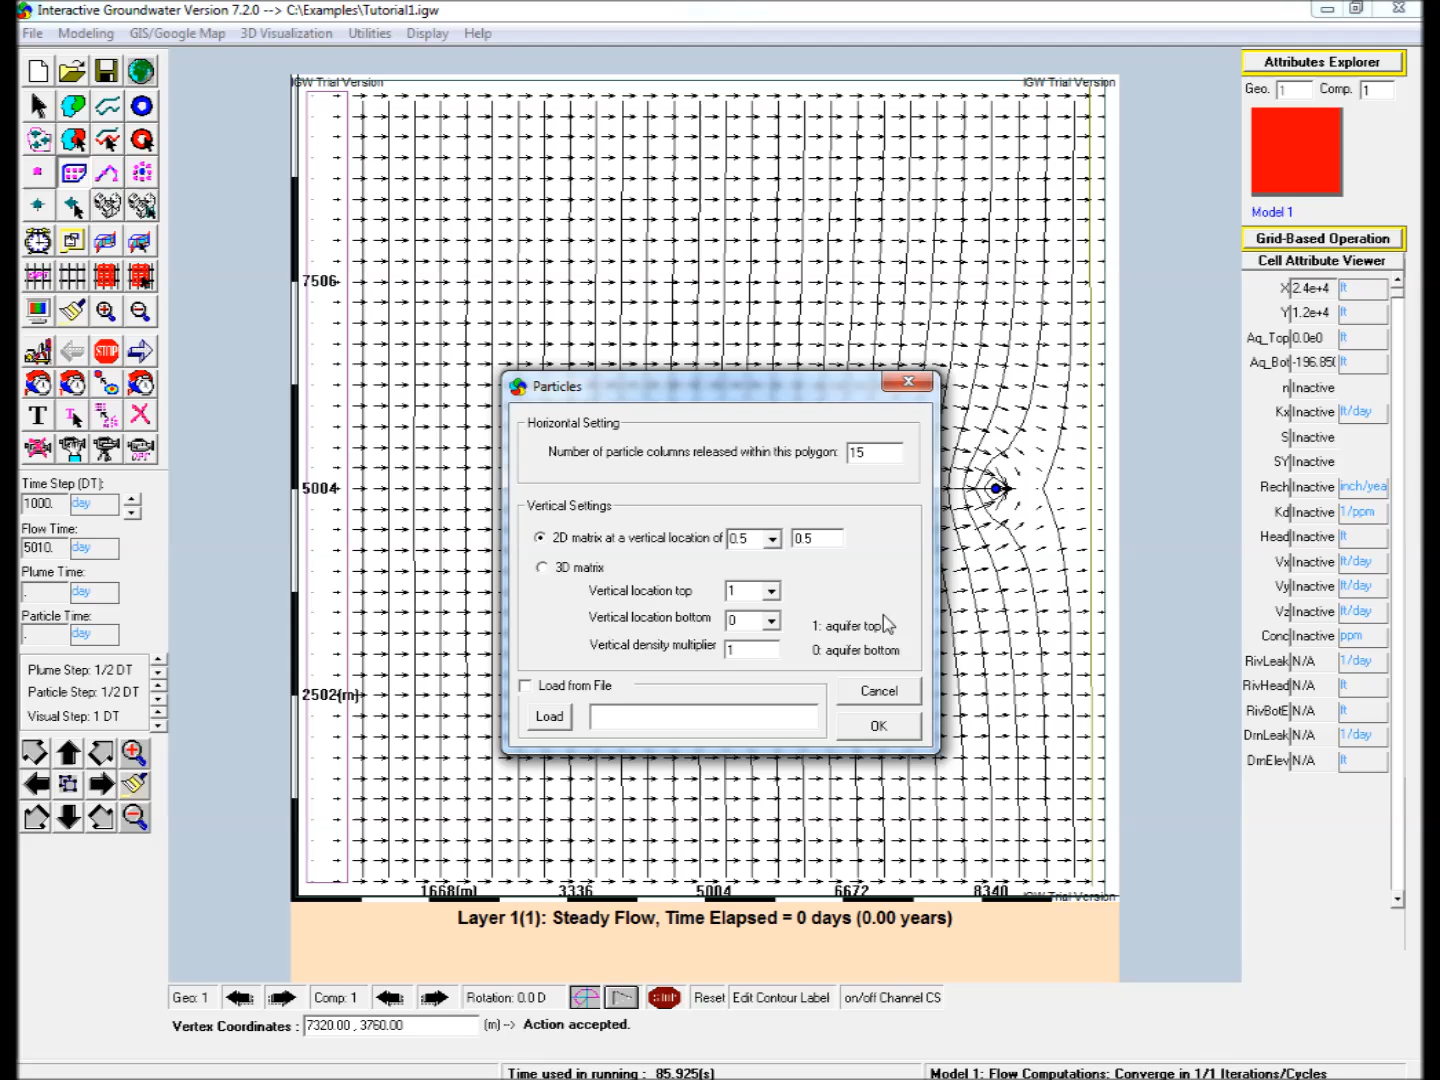 Interactive Groundwater Version 7.2.0 --> C:\Examples\Tutorial1.igw
File Modeling GIS/Google Map 3D Visualization Utilities Display Help
IGW Trial Version IGW Trial Version
Attributes Explorer
Geo. 1 Comp. 1
Model 1
Grid-Based Operation
Cell Attribute Viewer
X 2.4e+4 ft
Y 1.2e+4 ft
Aq_Top 0.0e0 ft
Aq_Bot -196.850 ft
n Inactive
Kx Inactive ft/day
S Inactive
SY Inactive
Rech Inactive inch/yea
Kd Inactive 1/ppm
Head Inactive ft
Vx Inactive ft/day
Vy Inactive ft/day
Vz Inactive ft/day
Conc Inactive ppm
RivLeak N/A 1/day
RivHead N/A ft
RivBotE N/A ft
DrnLeak N/A 1/day
DrnElev N/A ft
STOP
T T
OPT
Time Step (DT):
1000. day
Flow Time:
5010. day
Plume Time:
. day
Particle Time:
. day
Plume Step: 1/2 DT
Particle Step: 1/2 DT
Visual Step: 1 DT
7506
5004
2502(m)
1668(m) 3336 5004 6672 8340
IGW Trial Version
Particles
Horizontal Setting
Number of particle columns released within this polygon: 15
Vertical Settings
2D matrix at a vertical location of 0.5 0.5
3D matrix
Vertical location top 1
Vertical location bottom 0
1: aquifer top
Vertical density multiplier 1
0: aquifer bottom
Load from File
Cancel
Load
OK
Layer 1(1): Steady Flow, Time Elapsed = 0 days (0.00 years)
Geo: 1 Comp: 1 Rotation: 0.0 D STOP Reset Edit Contour Label on/off Channel CS
Vertex Coordinates : 7320.00 , 3760.00 (m) --> Action accepted.
Time used in running : 85.925(s) Model 1: Flow Computations: Converge in 1/1 Iterations/Cycles